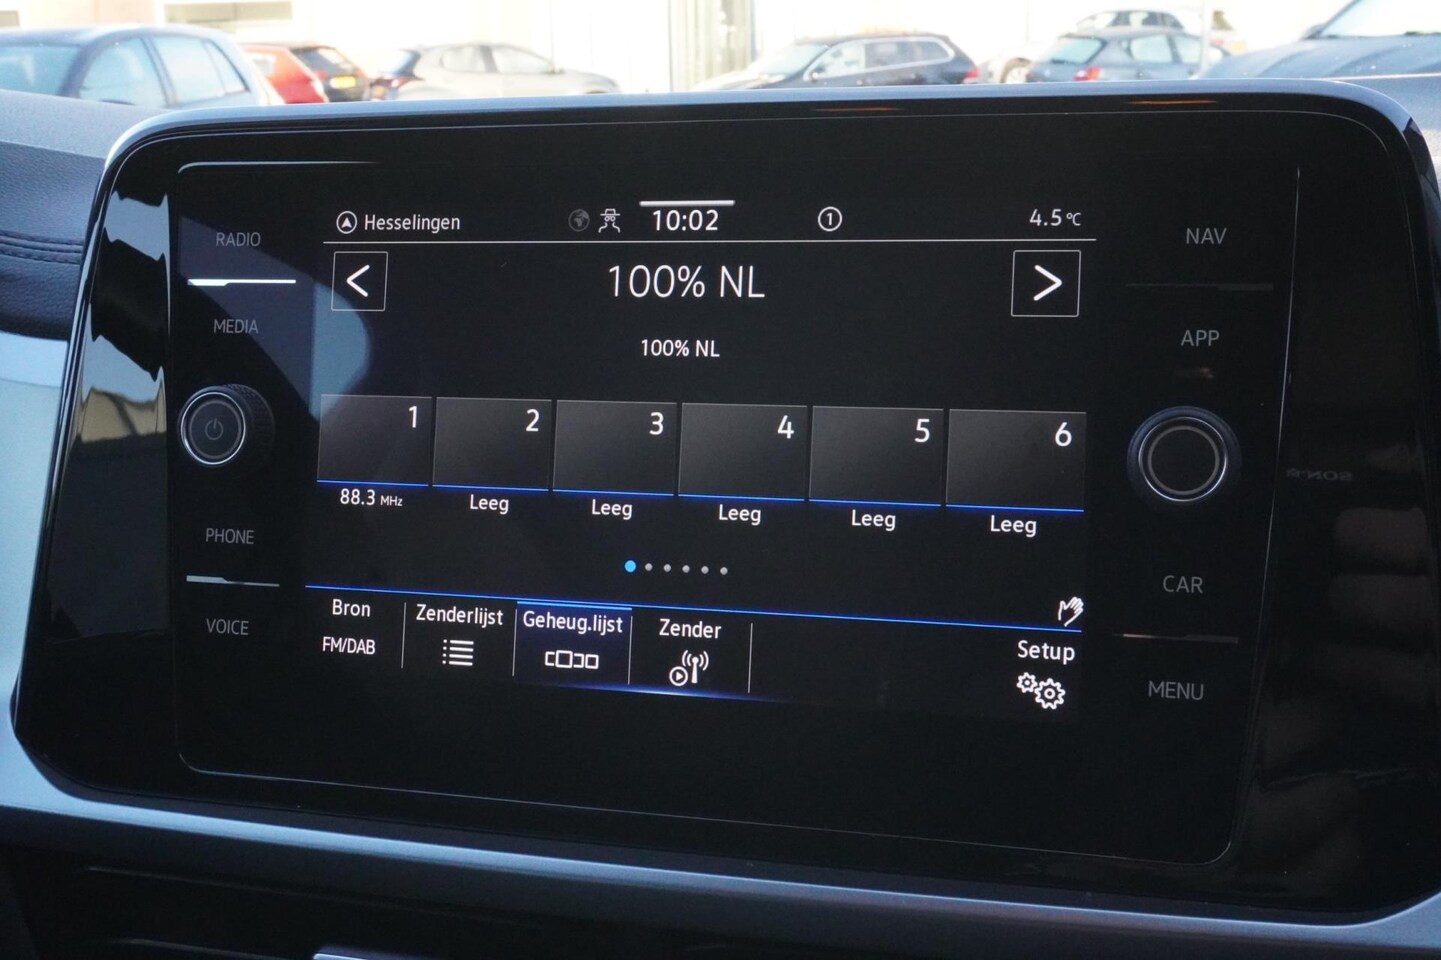 Hesselingen 10:02 1 4.5°C
RADIO
MEDIA
PHONE
VOICE
< 100% NL >
100% NL
1 2 3 4 5 6
88.3 MHz Leeg Leeg Leeg Leeg Leeg
Bron Zenderlijst Geheug.lijst Zender Setup
FM/DAB
NAV
APP
CAR
MENU